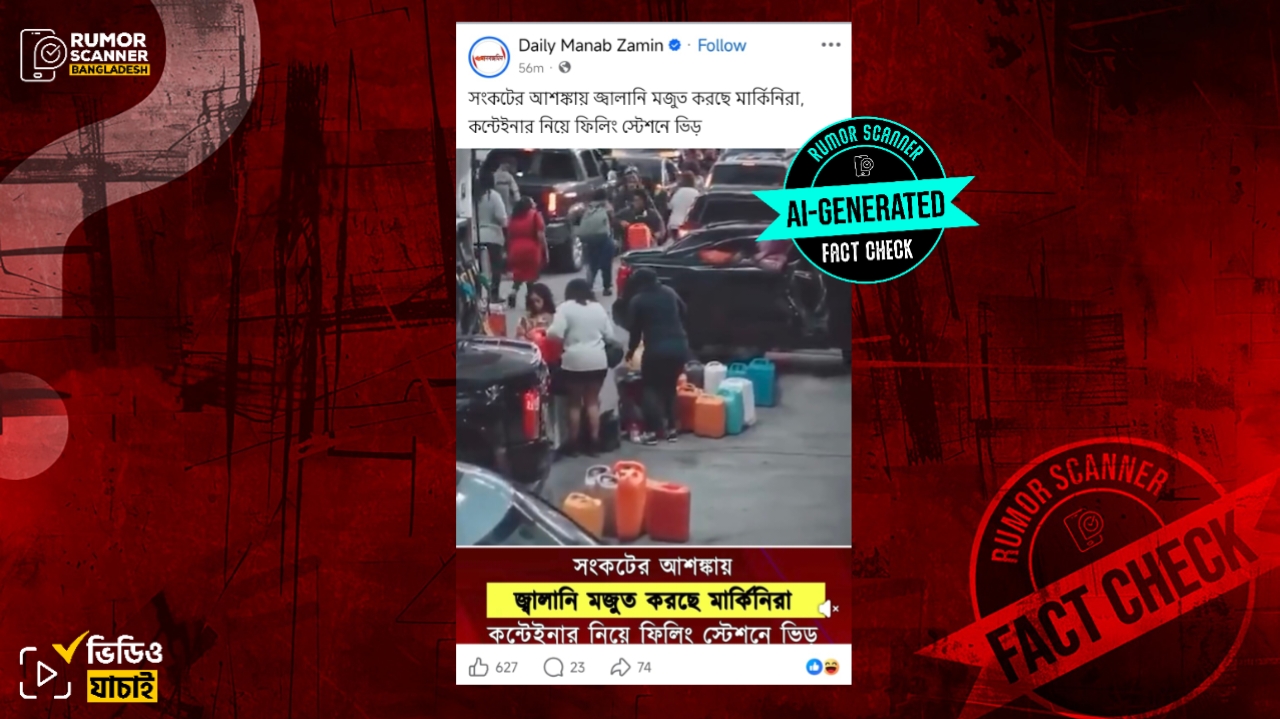 RUMOR
SCANNER
BANGLADESH
Daily Manab Zamin · Follow
56m ·
সংকটের আশঙ্কায় জ্বালানি মজুত করছে মার্কিনিরা,
কন্টেইনার নিয়ে ফিলিং স্টেশনে ভিড়
RUMOR SCANNER
AI-GENERATED
FACT CHECK
সংকটের আশঙ্কায়
জ্বালানি মজুত করছে মার্কিনিরা
কন্টেইনার নিয়ে ফিলিং স্টেশনে ভিড়
627 23 74
RUMOR SCANNER
FACT CHECK
ভিডিও
যাচাই